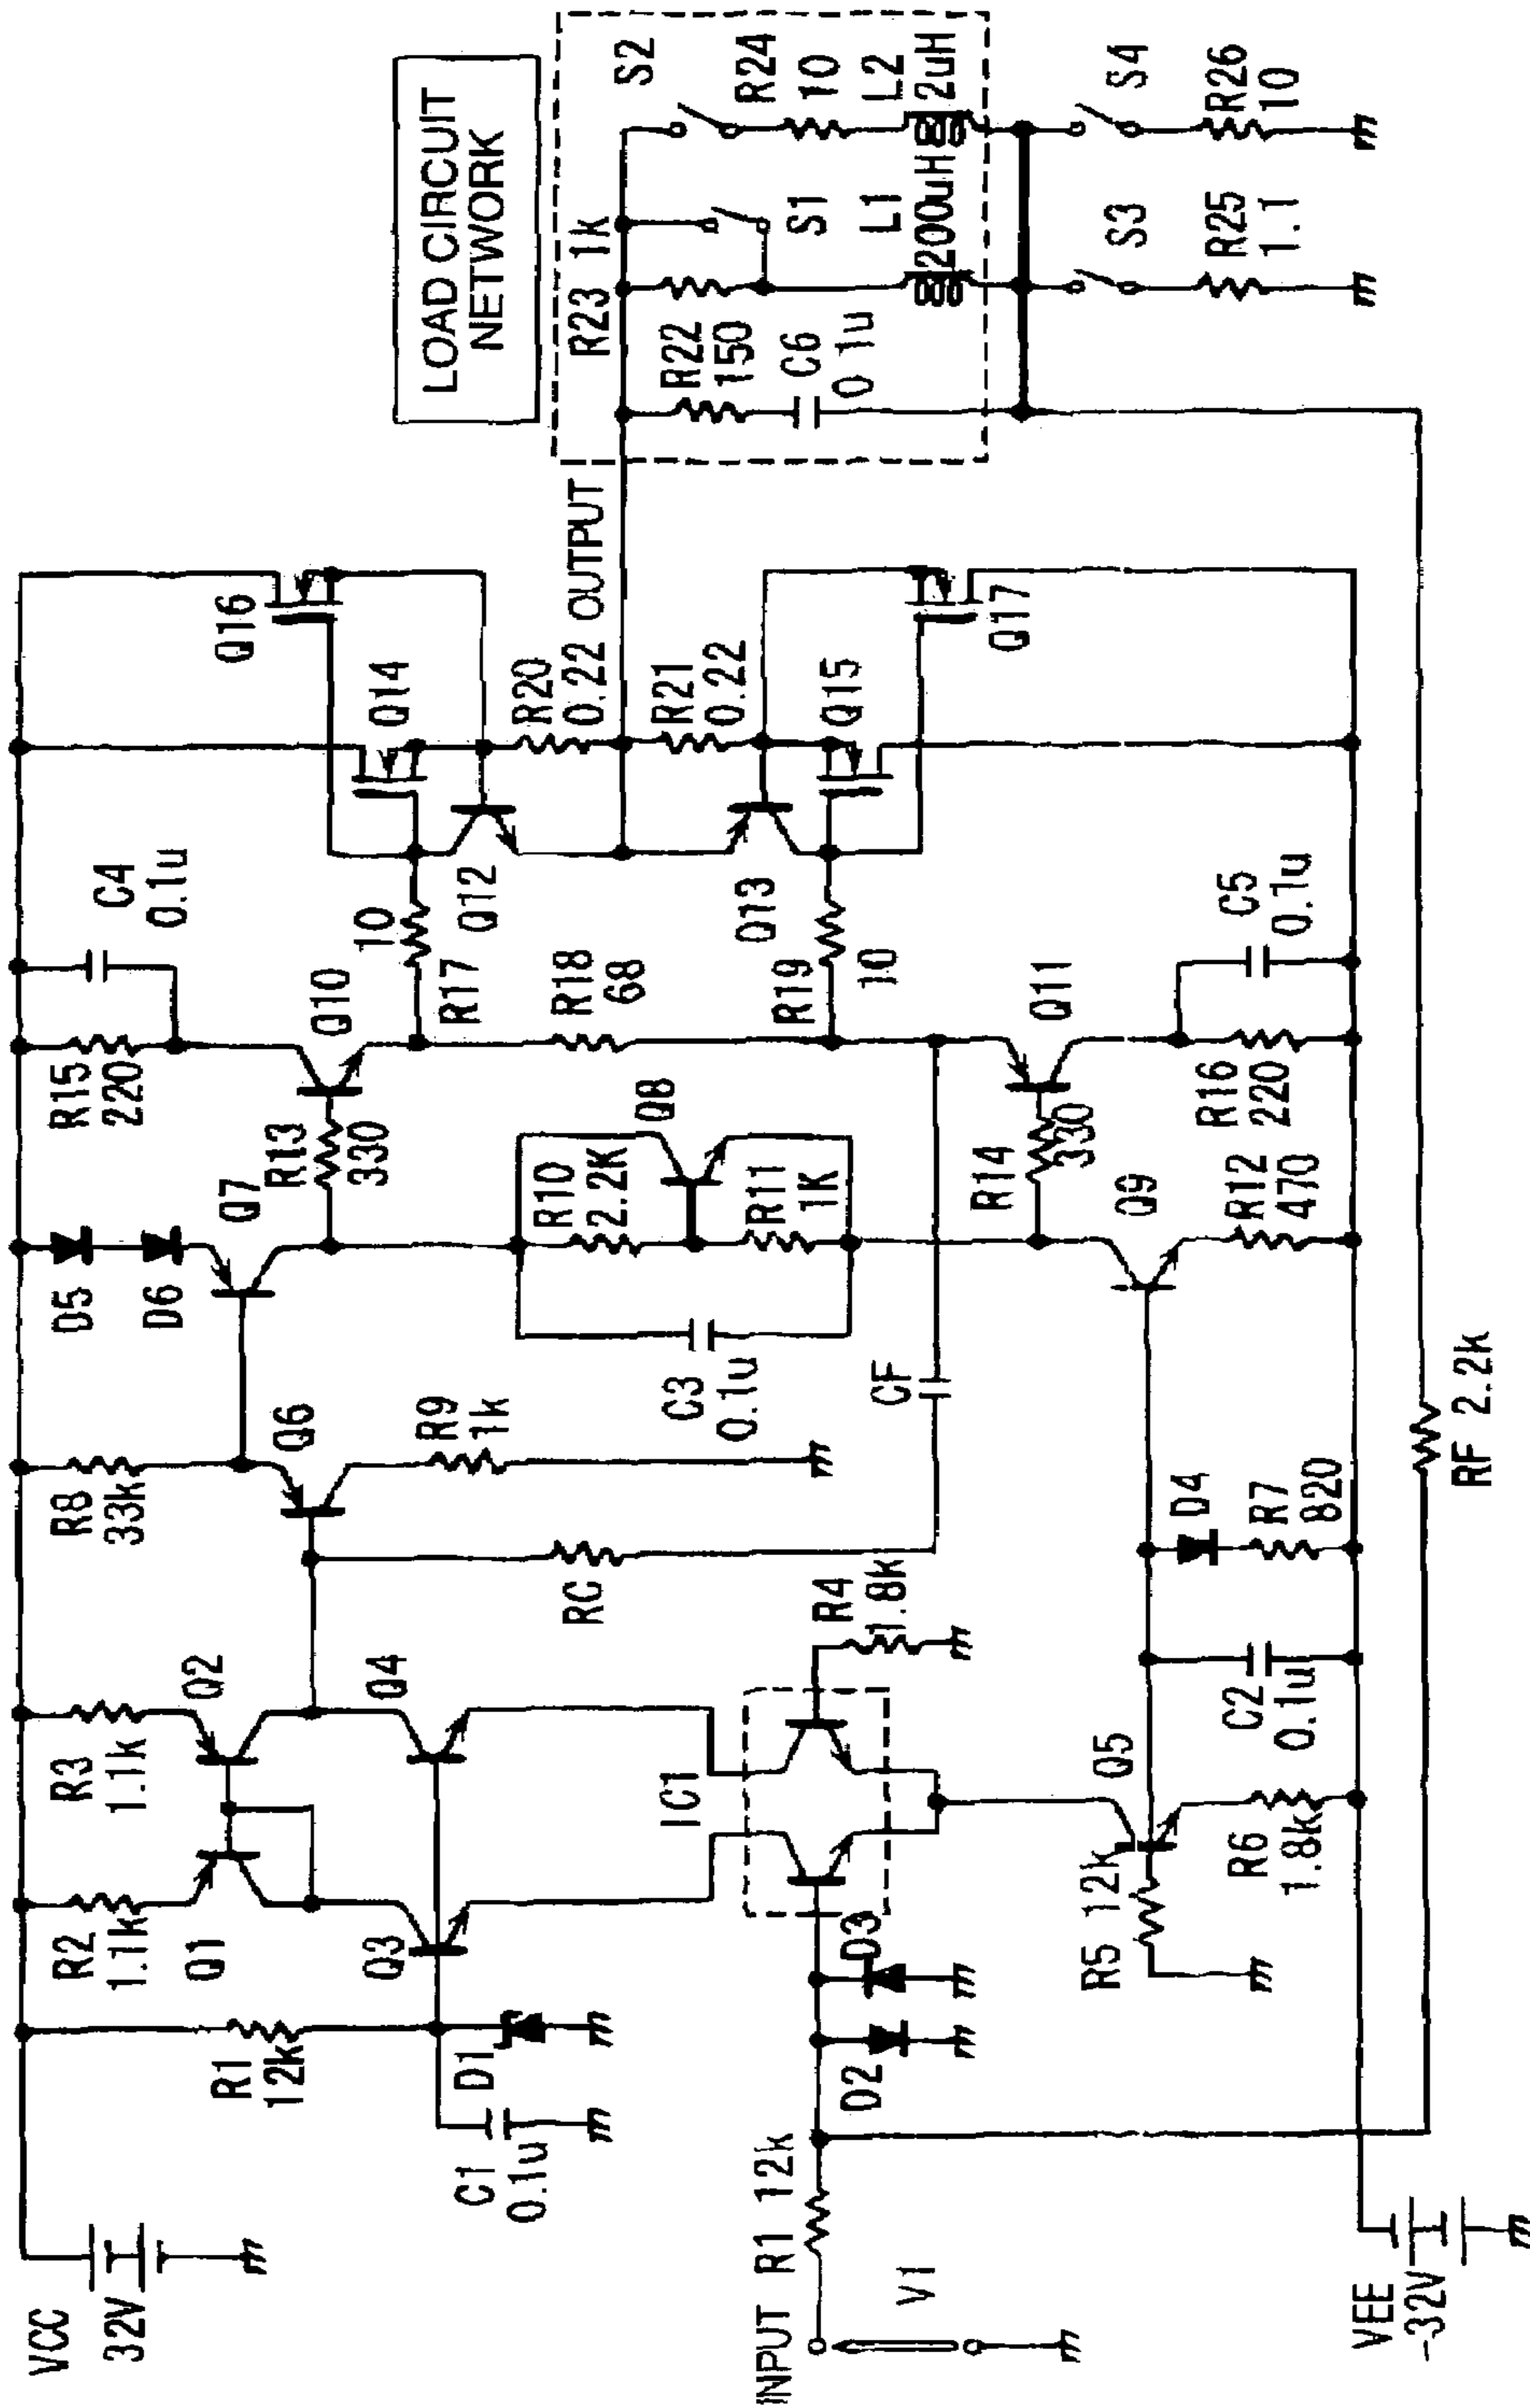 VCC
32V
R1
12k
C1
0.1u
D1
R2
1.1k
Q1
R3
1.1k
Q2
Q3
Q4
R8
33k
Q6
R9
1k
RC
CF
D5
D6
Q7
R13
330
R10
2.2K
Q8
R11
1K
C3
0.1u
R14
330
Q9
R12
470
R15
220
C4
0.1u
Q10
R17
10
R18
68
R19
10
Q11
R16
220
C5
0.1u
Q12
Q13
Q14
Q15
Q16
Q17
R20
0.22
R21
0.22
OUTPUT
LOAD CIRCUIT
NETWORK
R22
150
C6
0 1u
R23 1k
S1
L1
200uH
S2
R24
10
L2
2uH
S3
R25
1.1
S4
R26
10
INPUT R1 12k
V1
D2
D3
IC1
R4
1.8k
R5 12k
Q5
R6
1.8k
C2
0.1u
D4
R7
820
RF 2.2k
VEE
-32V